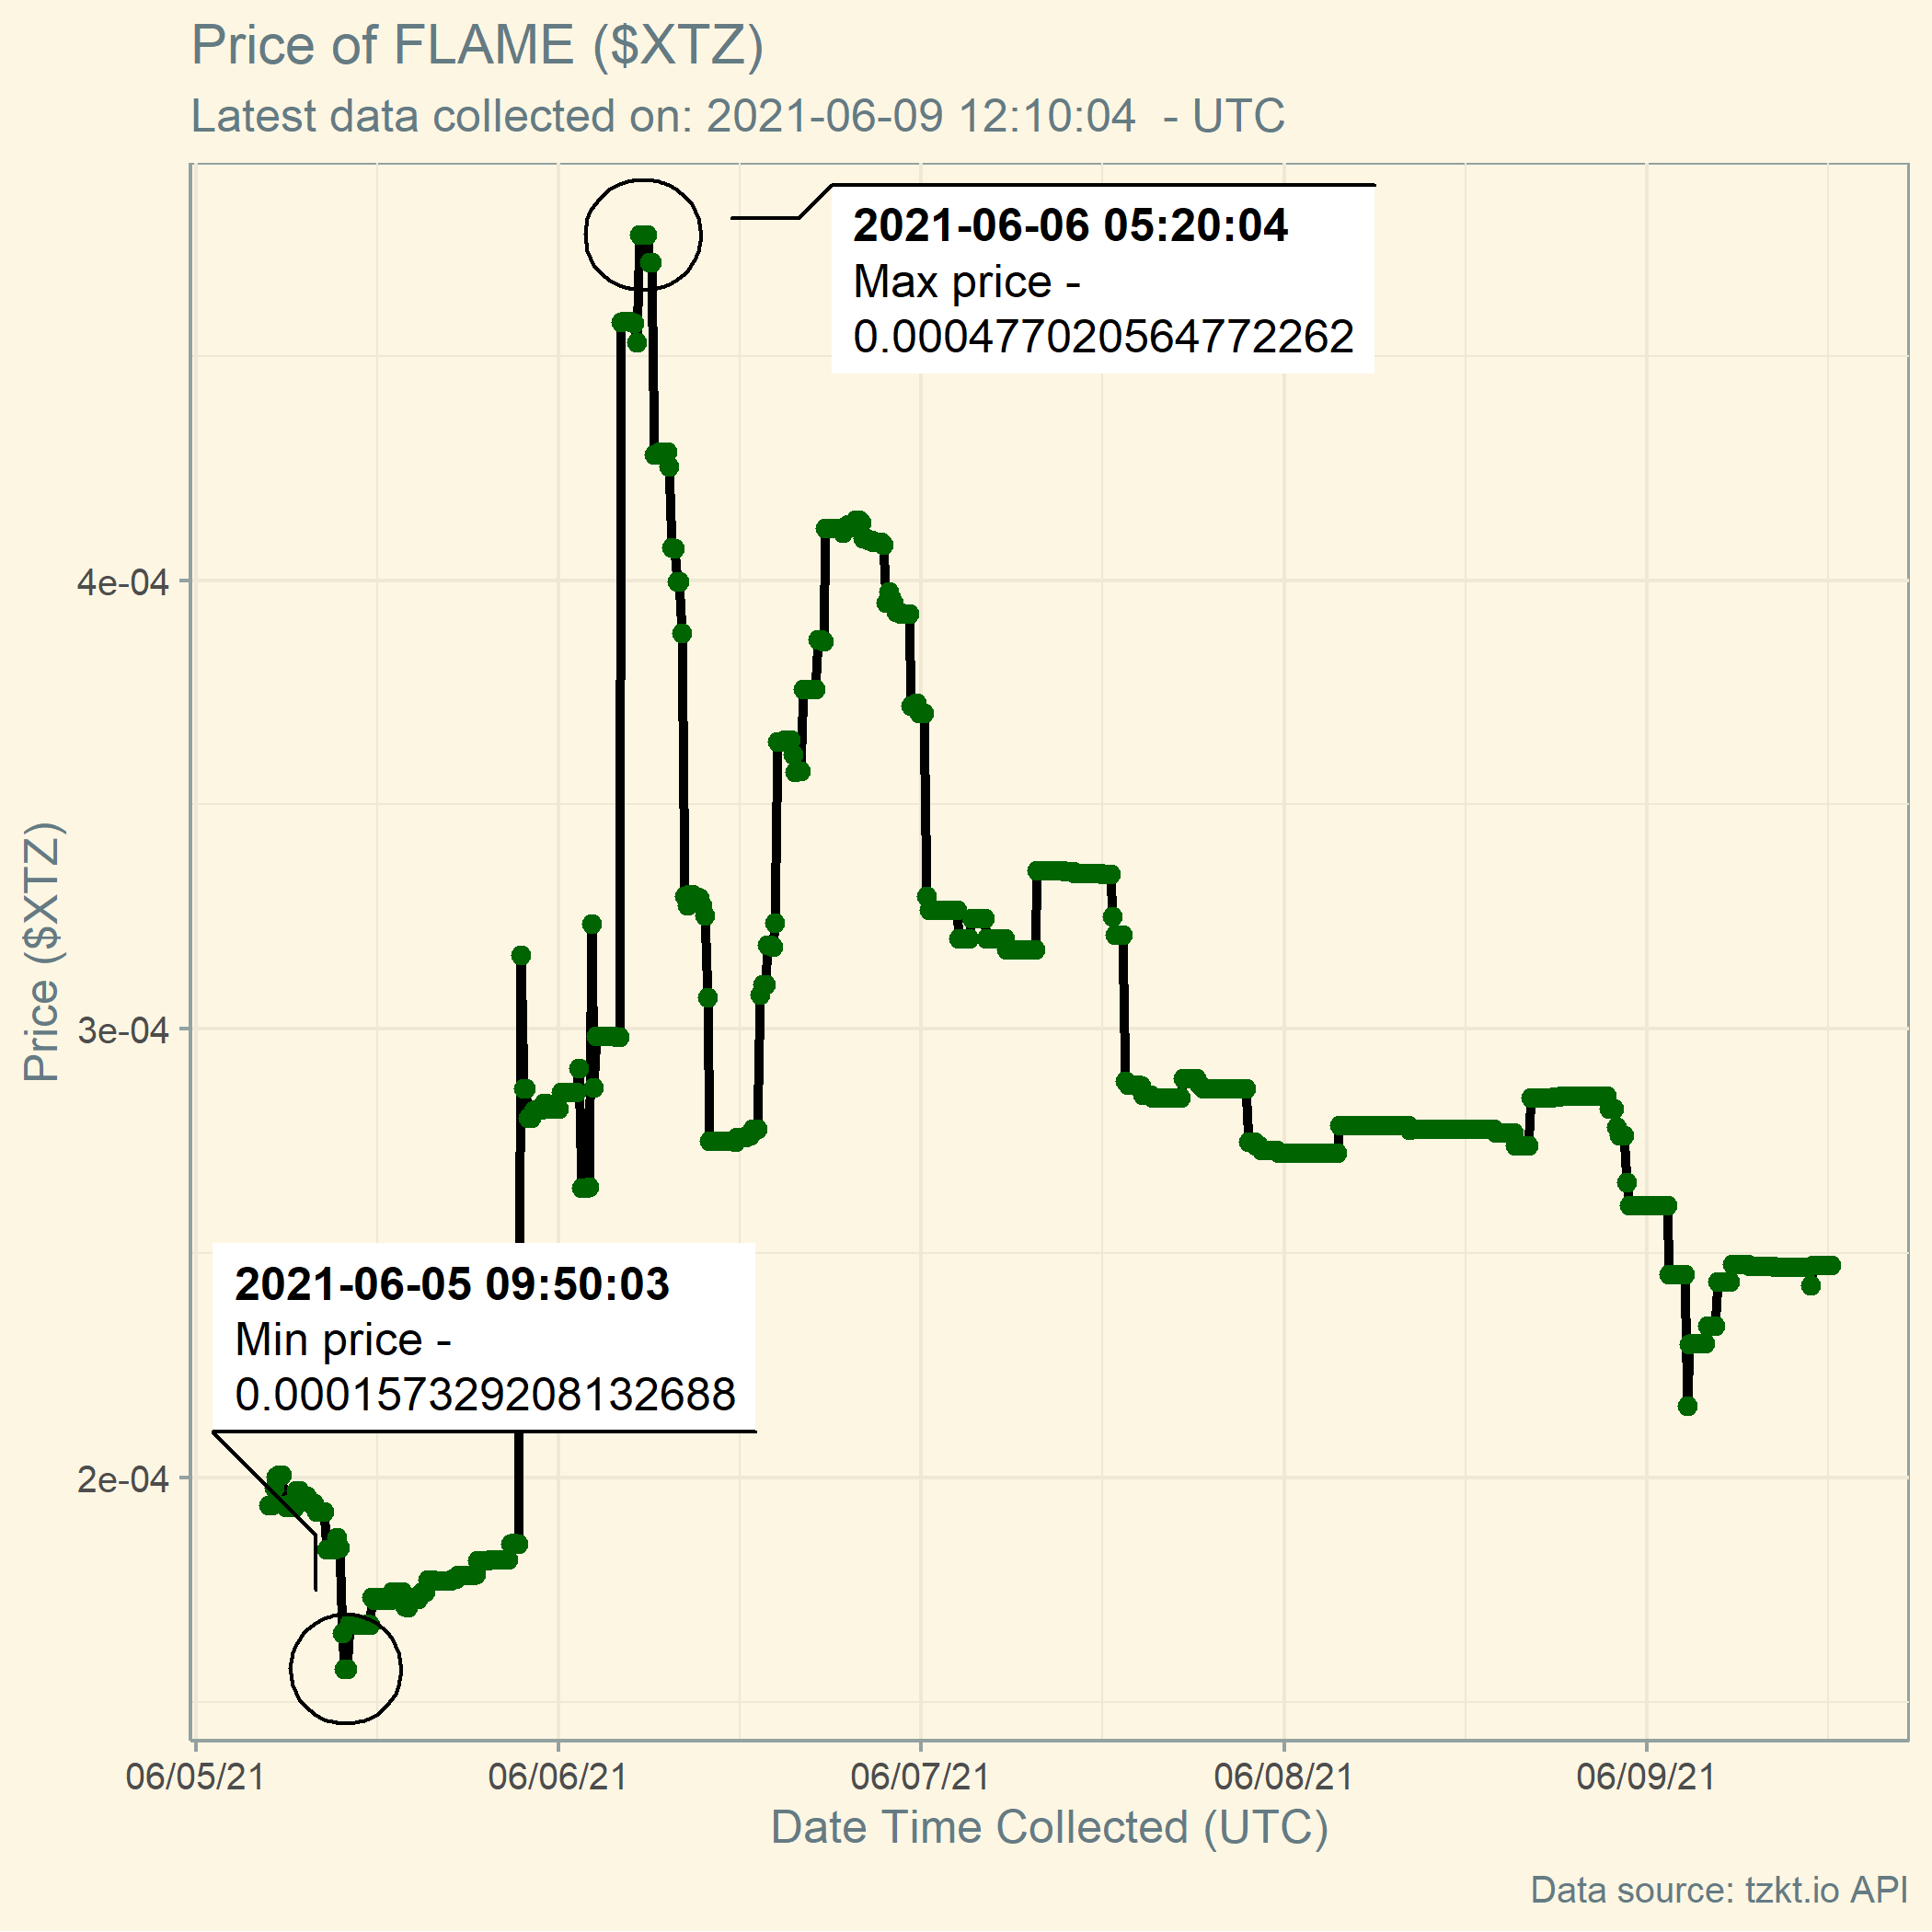 Price of FLAME ($XTZ)
Latest data collected on: 2021-06-09 12:10:04  - UTC
2021-06-06 05:20:04
Max price -
0.000477020564772262
4e-04
3e-04
2e-04
Price ($XTZ)
2021-06-05 09:50:03
Min price -
0.000157329208132688
06/05/21
06/06/21
06/07/21
06/08/21
06/09/21
Date Time Collected (UTC)
Data source: tzkt.io API